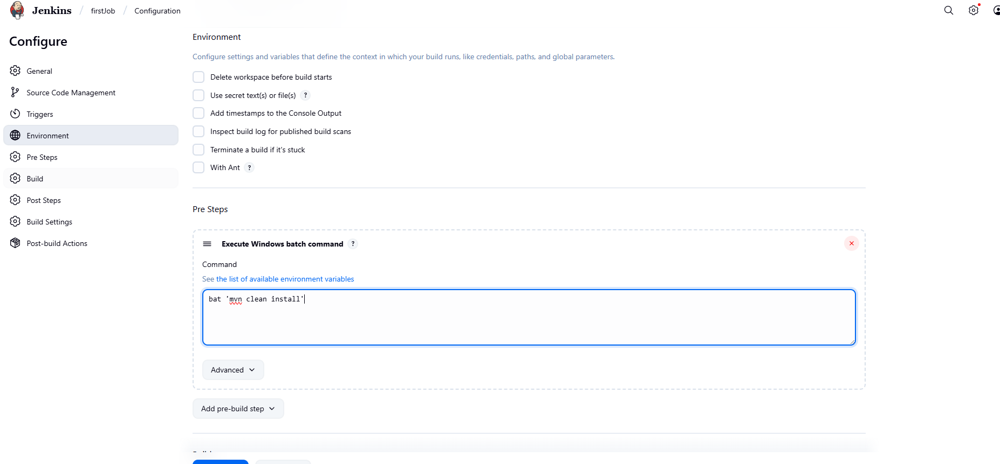 Jenkins / firstJob / Configuration
Configure
General
Source Code Management
Triggers
Environment
Pre Steps
Build
Post Steps
Build Settings
Post-build Actions
Environment
Configure settings and variables that define the context in which your build runs, like credentials, paths, and global parameters.
Delete workspace before build starts
Use secret text(s) or file(s) ?
Add timestamps to the Console Output
Inspect build log for published build scans
Terminate a build if it's stuck
With Ant ?
Pre Steps
Execute Windows batch command ?
Command
See the list of available environment variables
bat 'mvn clean install'
Advanced
Add pre-build step